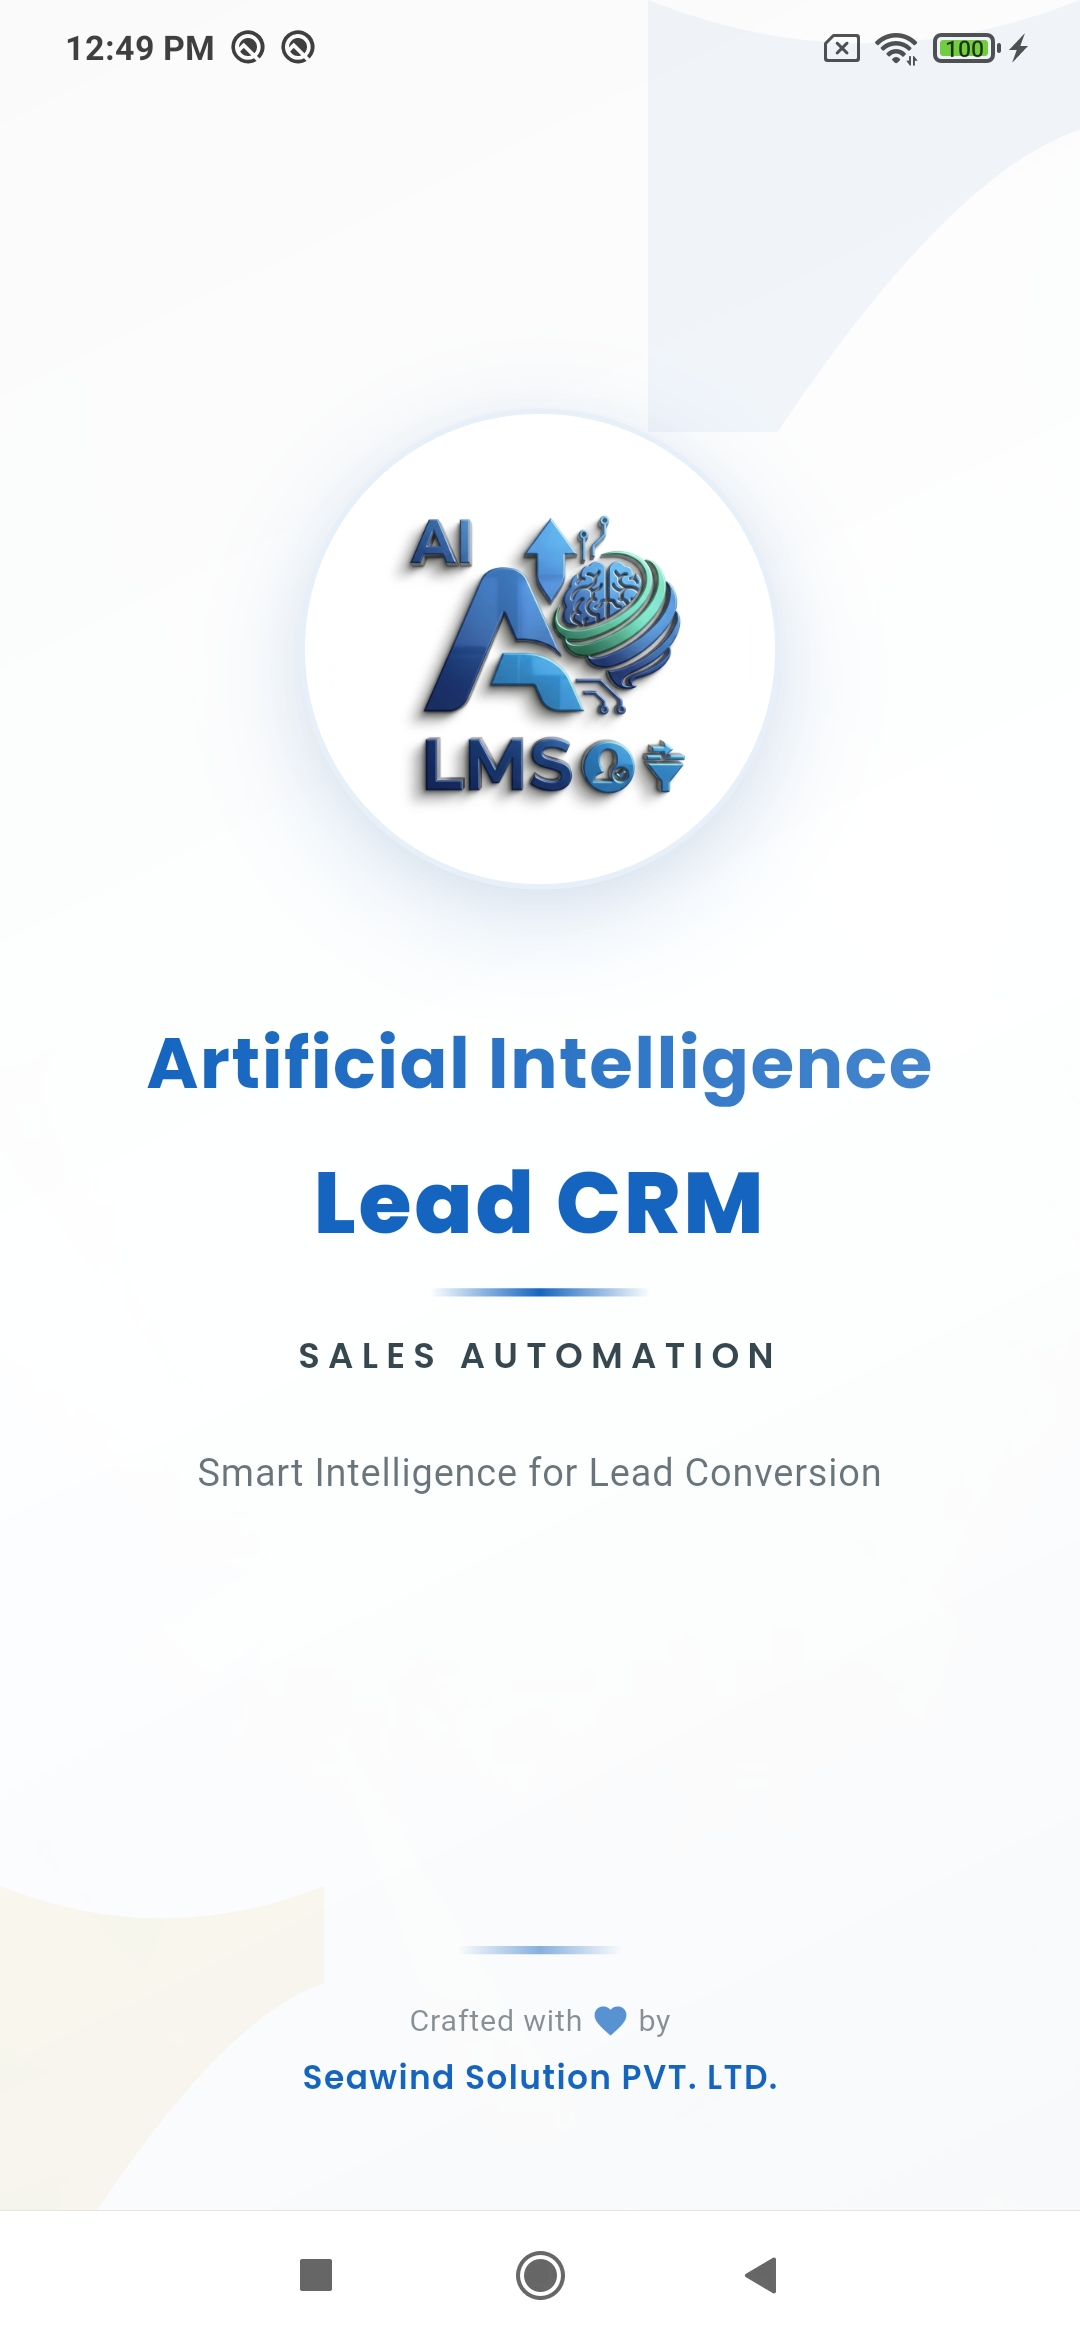 12:49 PM
100
AI
LMS
Artificial Intelligence
Lead CRM
SALES AUTOMATION
Smart Intelligence for Lead Conversion
Crafted with 💙 by
Seawind Solution PVT. LTD.